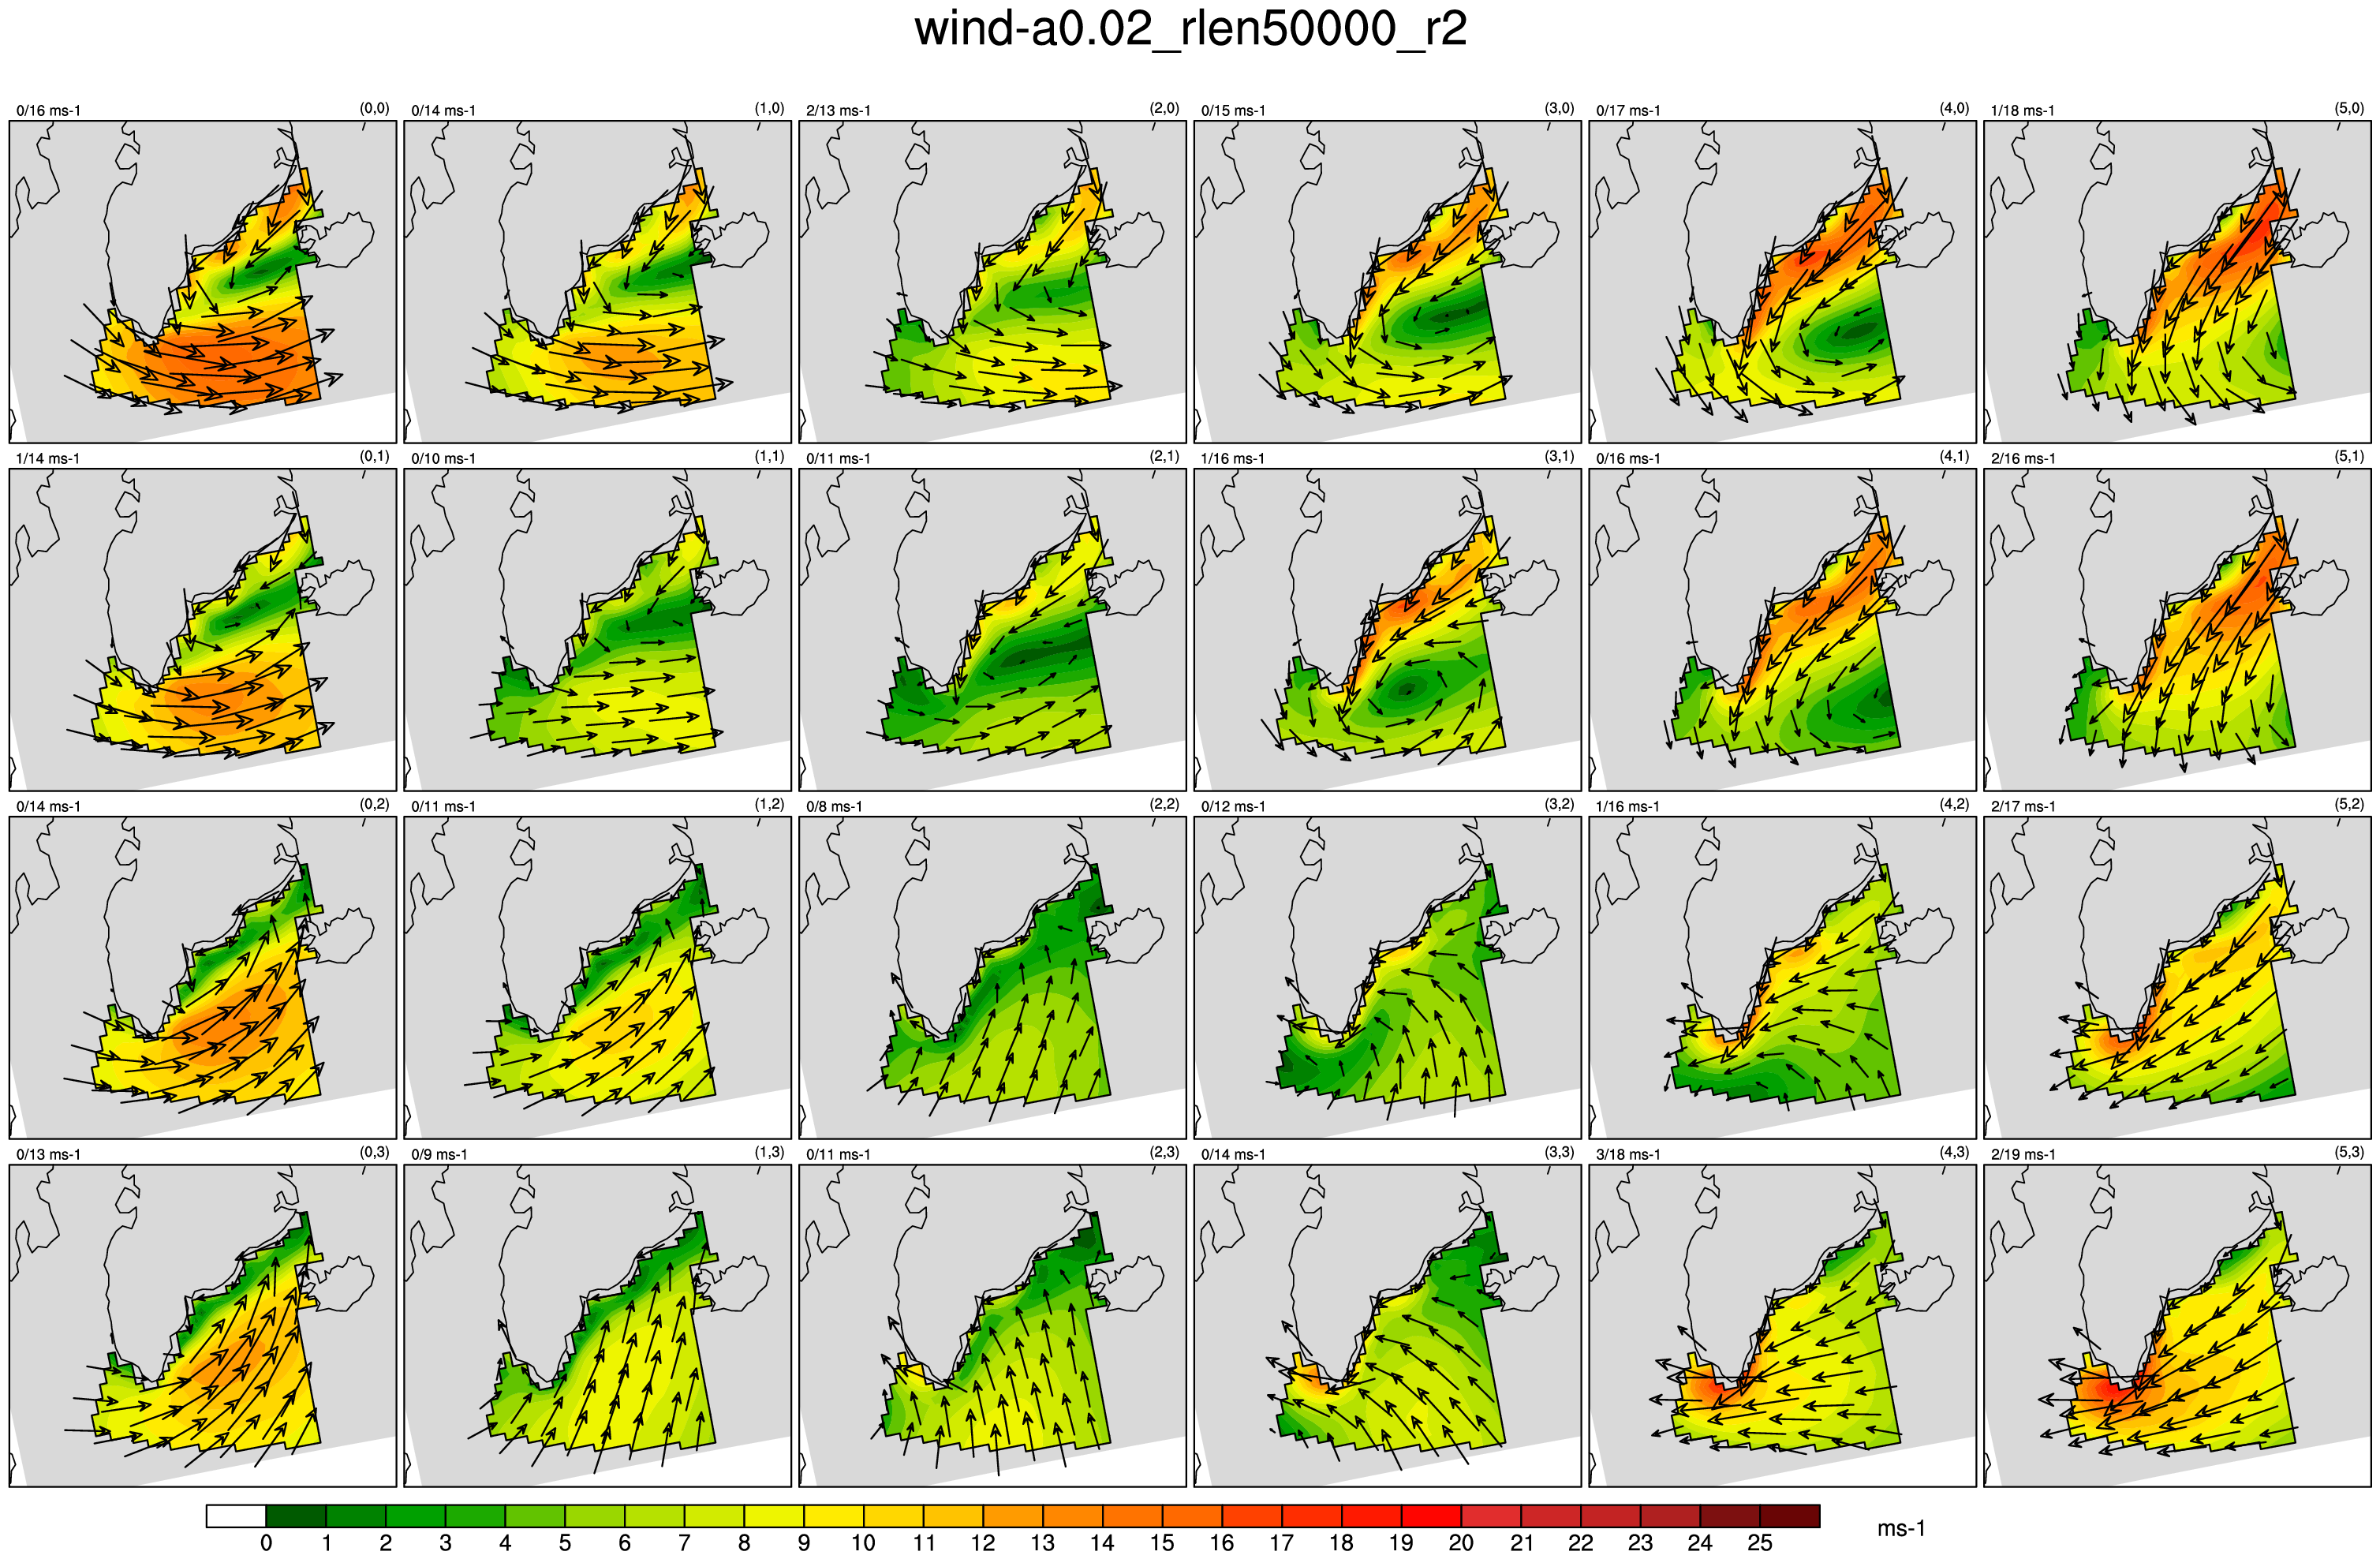 wind-a0.02_rlen50000_r2
0/16 ms-1 (0,0) 0/14 ms-1 (1,0) 2/13 ms-1 (2,0) 0/15 ms-1 (3,0) 0/17 ms-1 (4,0) 1/18 ms-1 (5,0)
1/14 ms-1 (0,1) 0/10 ms-1 (1,1) 0/11 ms-1 (2,1) 1/16 ms-1 (3,1) 0/16 ms-1 (4,1) 2/16 ms-1 (5,1)
0/14 ms-1 (0,2) 0/11 ms-1 (1,2) 0/8 ms-1 (2,2) 0/12 ms-1 (3,2) 1/16 ms-1 (4,2) 2/17 ms-1 (5,2)
0/13 ms-1 (0,3) 0/9 ms-1 (1,3) 0/11 ms-1 (2,3) 0/14 ms-1 (3,3) 3/18 ms-1 (4,3) 2/19 ms-1 (5,3)
0 1 2 3 4 5 6 7 8 9 10 11 12 13 14 15 16 17 18 19 20 21 22 23 24 25 ms-1